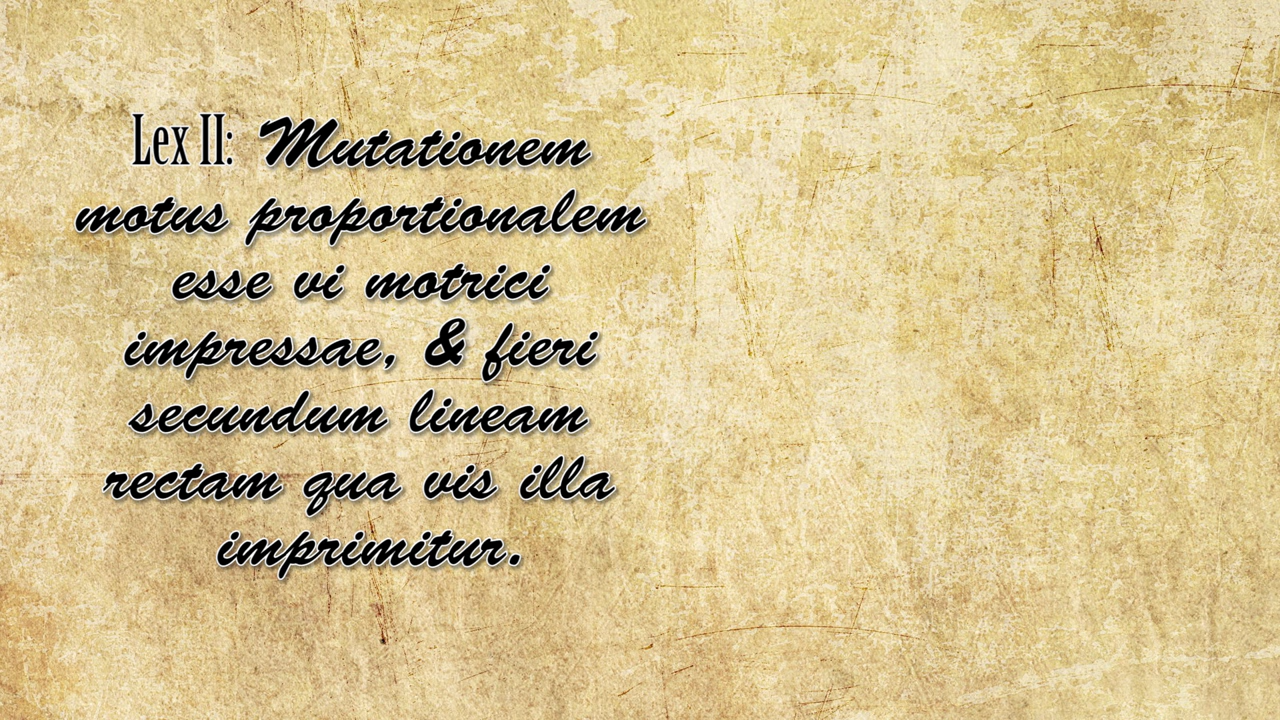 Lex II: Mutationem
motus proportionalem
esse vi motrici
impressae, & fieri
secundum lineam
rectam qua vis illa
imprimitur.